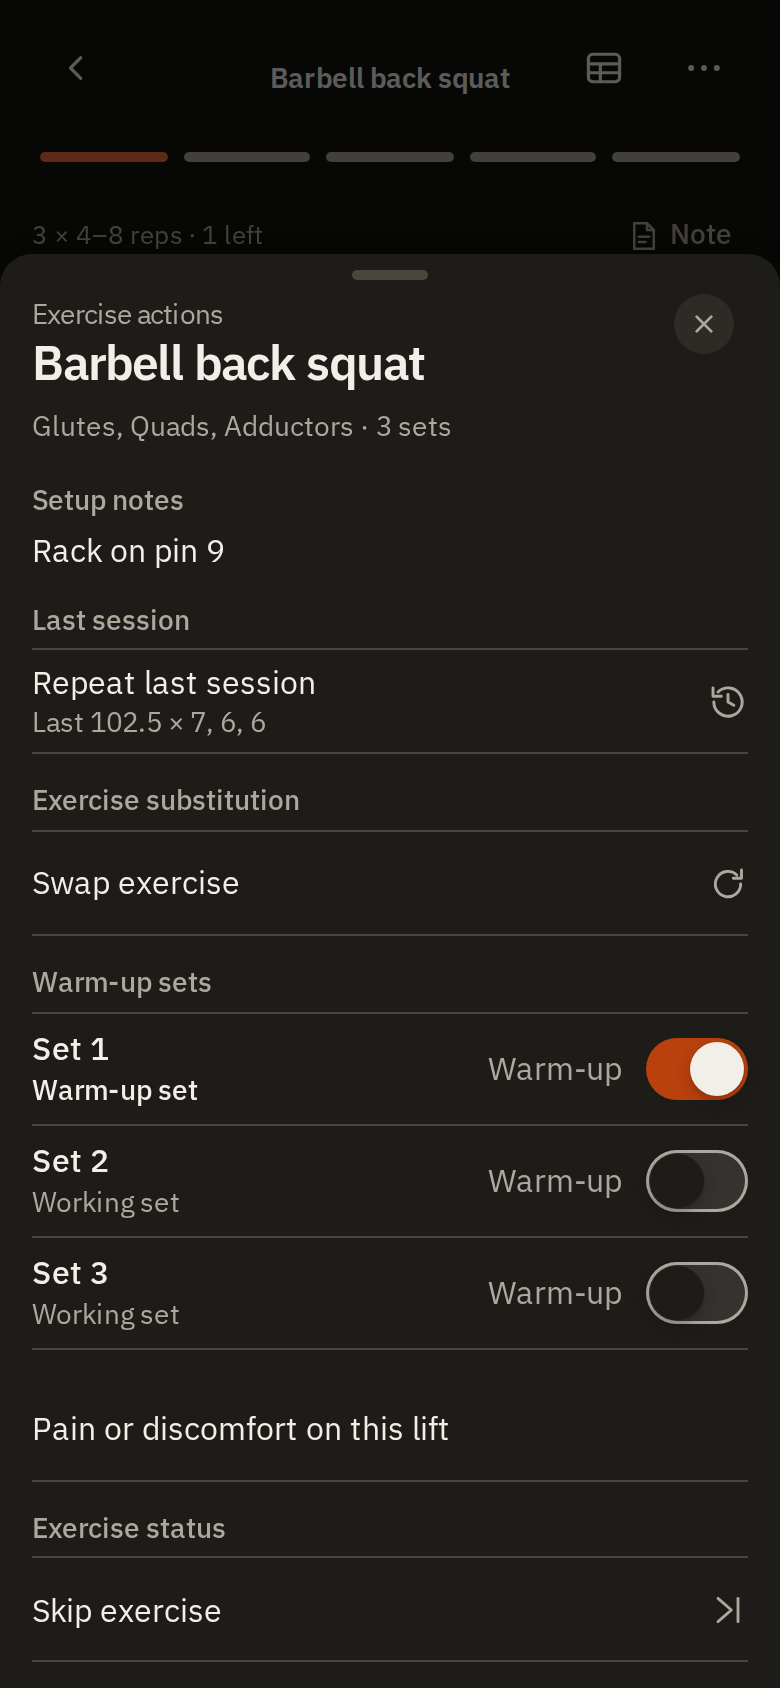 Barbell back squat
3 × 4–8 reps · 1 left
Note
Exercise actions
Barbell back squat
Glutes, Quads, Adductors · 3 sets
Setup notes
Rack on pin 9
Last session
Repeat last session
Last 102.5 × 7, 6, 6
Exercise substitution
Swap exercise
Warm-up sets
Set 1
Warm-up set
Warm-up
Set 2
Working set
Warm-up
Set 3
Working set
Warm-up
Pain or discomfort on this lift
Exercise status
Skip exercise